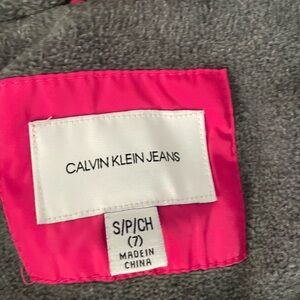 CALVIN KLEIN JEANS
S/P/CH
(7)
MADE IN
CHINA